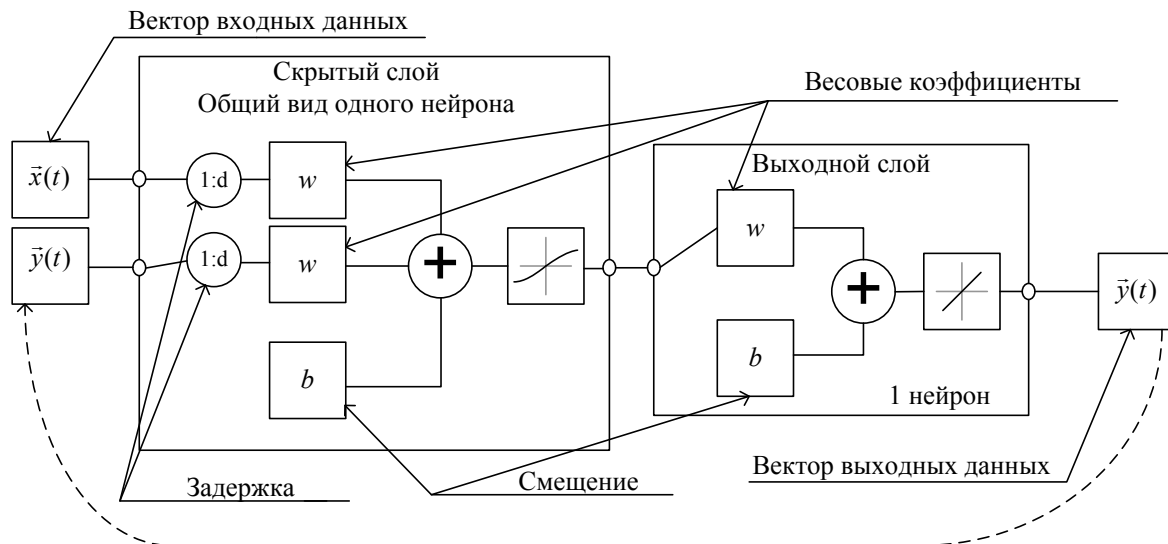 Вектор входных данных
Скрытый слой
Общий вид одного нейрона
Весовые коэффициенты
Выходной слой
x⃗(t)
1:d
w
w
y⃗(t)
1:d
w
+
+
y⃗(t)
b
b
1 нейрон
Вектор выходных данных
Задержка
Смещение